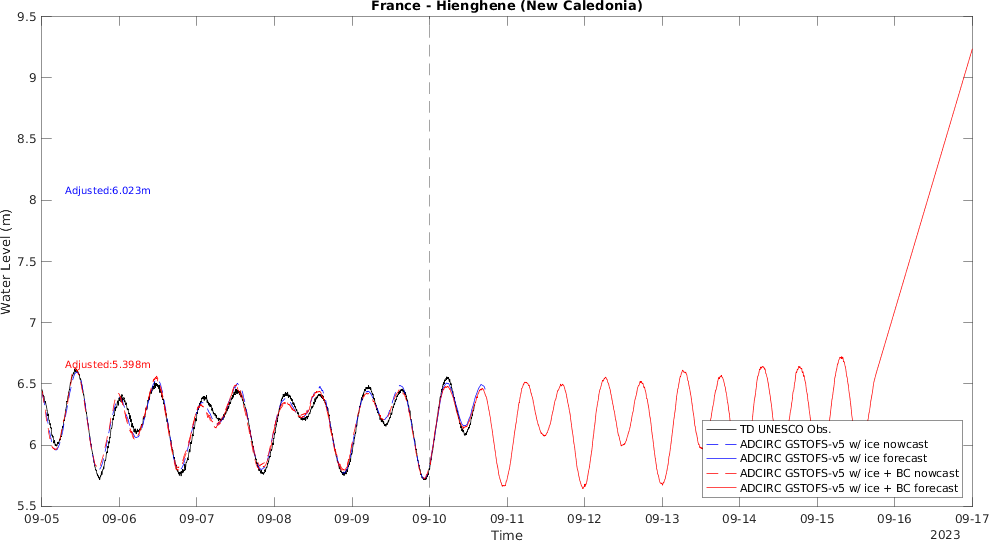 France - Hienghene (New Caledonia)
9.5
9
8.5
8
7.5
7
6.5
6
5.5
Water Level (m)
Adjusted:6.023m
Adjusted:5.398m
TD UNESCO Obs.
ADCIRC GSTOFS-v5 w/ ice nowcast
ADCIRC GSTOFS-v5 w/ ice forecast
ADCIRC GSTOFS-v5 w/ ice + BC nowcast
ADCIRC GSTOFS-v5 w/ ice + BC forecast
09-05 09-06 09-07 09-08 09-09 09-10 09-11 09-12 09-13 09-14 09-15 09-16 09-17
Time
2023